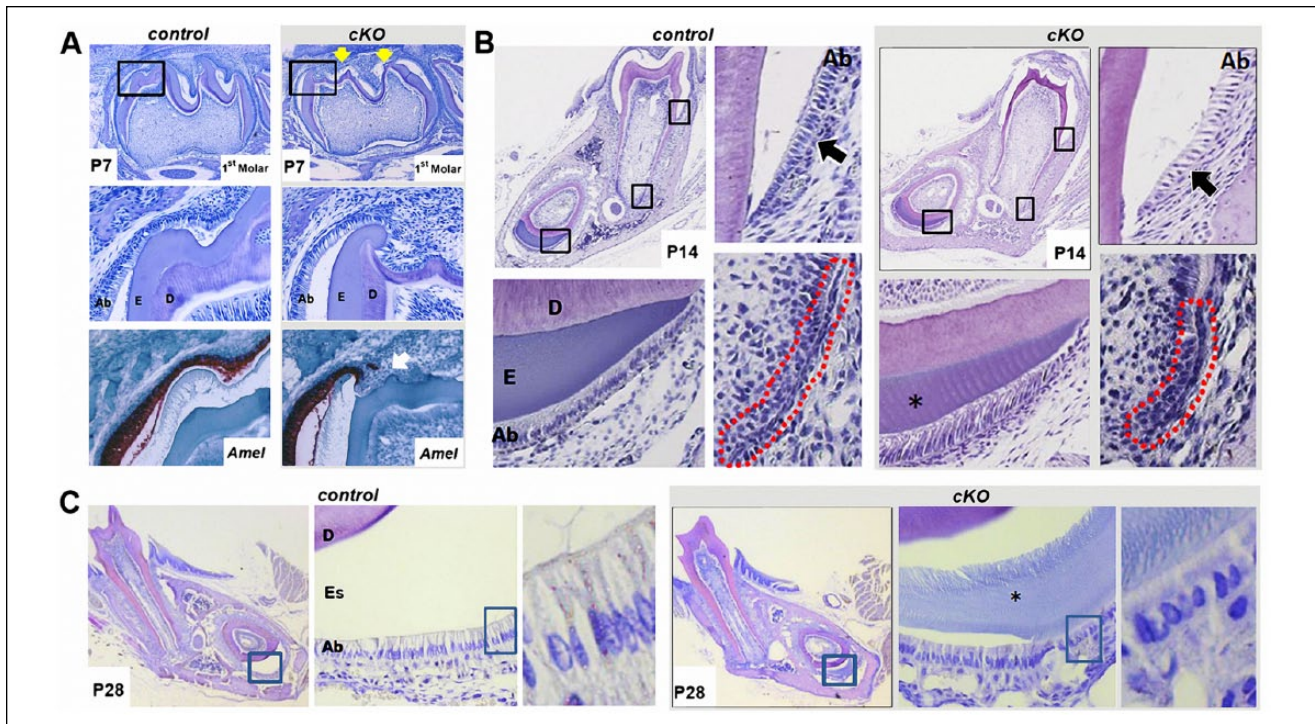 A
control
cKO
P7
1st Molar
P7
1st Molar
Ab
E
D
Ab
E
D
Amel
Amel
B
control
cKO
Ab
P14
D
E
Ab
Ab
P14
*
C
control
cKO
D
Es
Ab
P28
*
P28